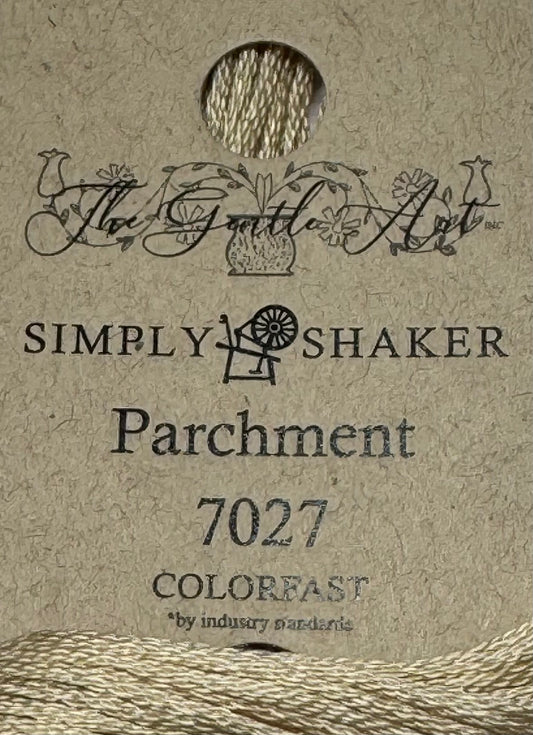 The Gentle Art
SIMPLY SHAKER
Parchment
7027
COLORFAST
*by industry standards